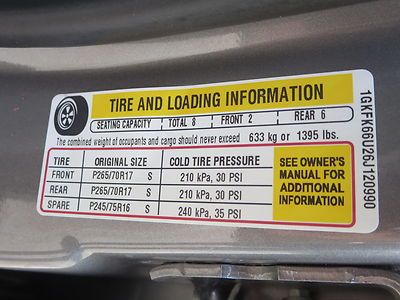 TIRE AND LOADING INFORMATION
SEATING CAPACITY TOTAL 8 FRONT 2 REAR 6
The combined weight of occupants and cargo should never exceed 633 kg or 1395 lbs.
TIRE ORIGINAL SIZE COLD TIRE PRESSURE
FRONT P265/70R17 S 210 kPa, 30 PSI
REAR P265/70R17 S 210 kPa, 30 PSI
SPARE P245/75R16 S 240 kPa, 35 PSI
SEE OWNER'S
MANUAL FOR
ADDITIONAL
INFORMATION
1GKFK66U26J120990